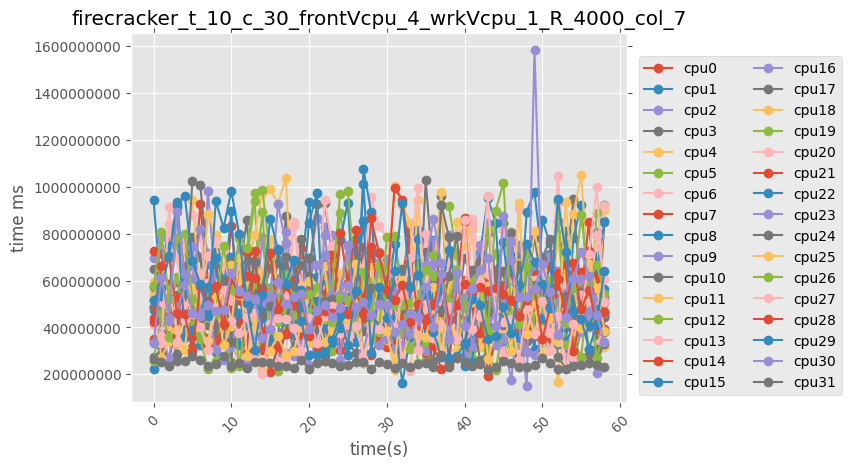 firecracker_t_10_c_30_frontVcpu_4_wrkVcpu_1_R_4000_col_7
time ms
1600000000
1400000000
1200000000
1000000000
800000000
600000000
400000000
200000000
0
10
20
30
40
50
60
time(s)
cpu0
cpu1
cpu2
cpu3
cpu4
cpu5
cpu6
cpu7
cpu8
cpu9
cpu10
cpu11
cpu12
cpu13
cpu14
cpu15
cpu16
cpu17
cpu18
cpu19
cpu20
cpu21
cpu22
cpu23
cpu24
cpu25
cpu26
cpu27
cpu28
cpu29
cpu30
cpu31